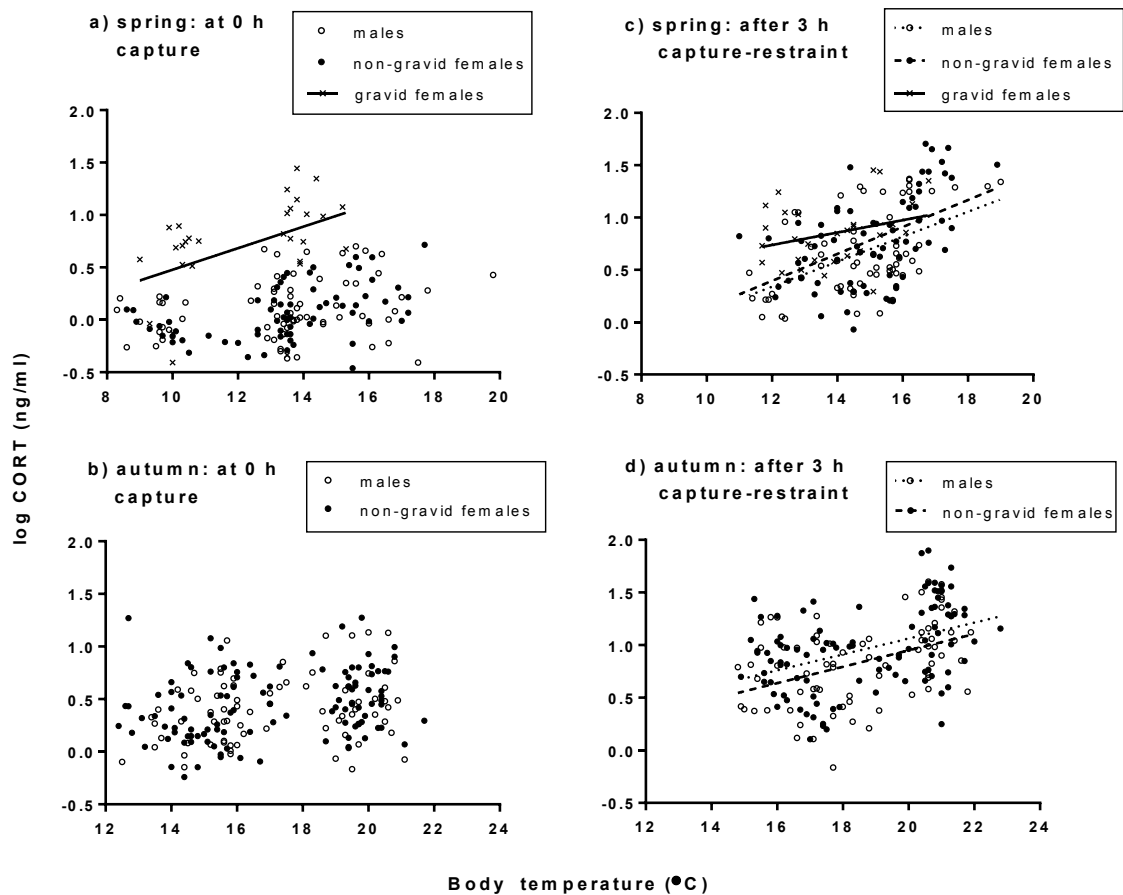 a) spring: at 0 h
capture
males
non-gravid females
gravid females
2.0
1.5
1.0
0.5
0.0
-0.5
8 10 12 14 16 18 20
c) spring: after 3 h
capture-restraint
males
non-gravid females
gravid females
2.0
1.5
1.0
0.5
0.0
-0.5
8 10 12 14 16 18 20
b) autumn: at 0 h
capture
males
non-gravid females
2.0
1.5
1.0
0.5
0.0
-0.5
12 14 16 18 20 22 24
d) autumn: after 3 h
capture-restraint
males
non-gravid females
2.0
1.5
1.0
0.5
0.0
-0.5
12 14 16 18 20 22 24
log CORT (ng/ml)
Body temperature (●C)